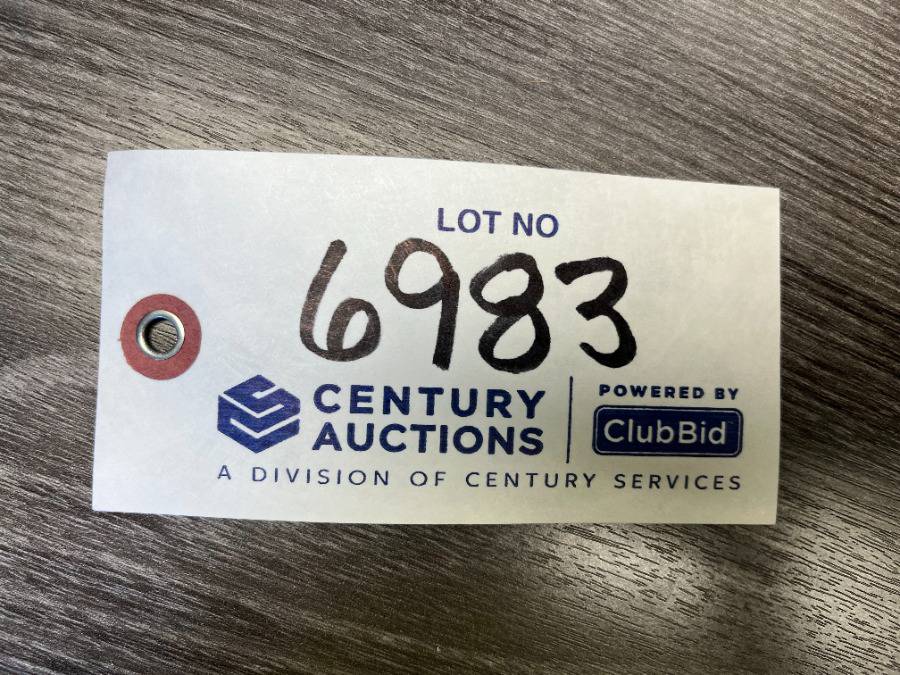 LOT NO
6983
CENTURY
AUCTIONS
POWERED BY
ClubBid
A DIVISION OF CENTURY SERVICES